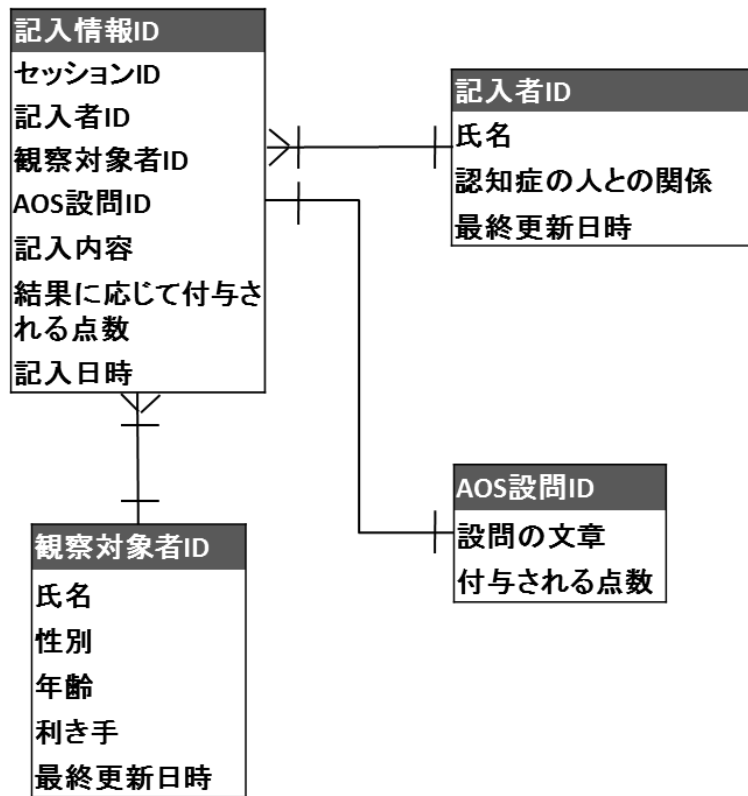 記入情報ID
セッションID
記入者ID
観察対象者ID
AOS設問ID
記入内容
結果に応じて付与さ
れる点数
記入日時
記入者ID
氏名
認知症の人との関係
最終更新日時
AOS設問ID
設問の文章
付与される点数
観察対象者ID
氏名
性別
年齢
利き手
最終更新日時